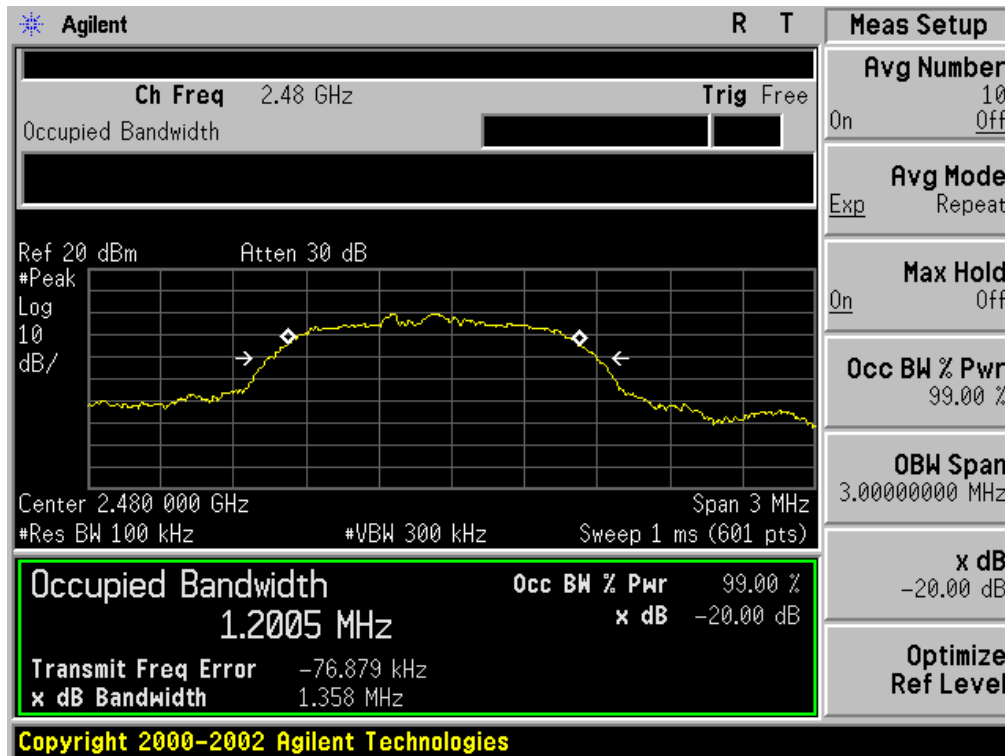 Agilent R T
Ch Freq 2.48 GHz Trig Free
Occupied Bandwidth
Ref 20 dBm Atten 30 dB
#Peak
Log
10
dB/
Center 2.480 000 GHz Span 3 MHz
#Res BW 100 kHz #VBW 300 kHz Sweep 1 ms (601 pts)
Occupied Bandwidth
1.2005 MHz
Occ BW % Pwr 99.00 %
x dB -20.00 dB
Transmit Freq Error -76.879 kHz
x dB Bandwidth 1.358 MHz
Meas Setup
Avg Number
10
On Off
Avg Mode
Exp Repeat
Max Hold
On Off
Occ BW % Pwr
99.00 %
OBW Span
3.00000000 MHz
x dB
-20.00 dB
Optimize
Ref Level
Copyright 2000-2002 Agilent Technologies